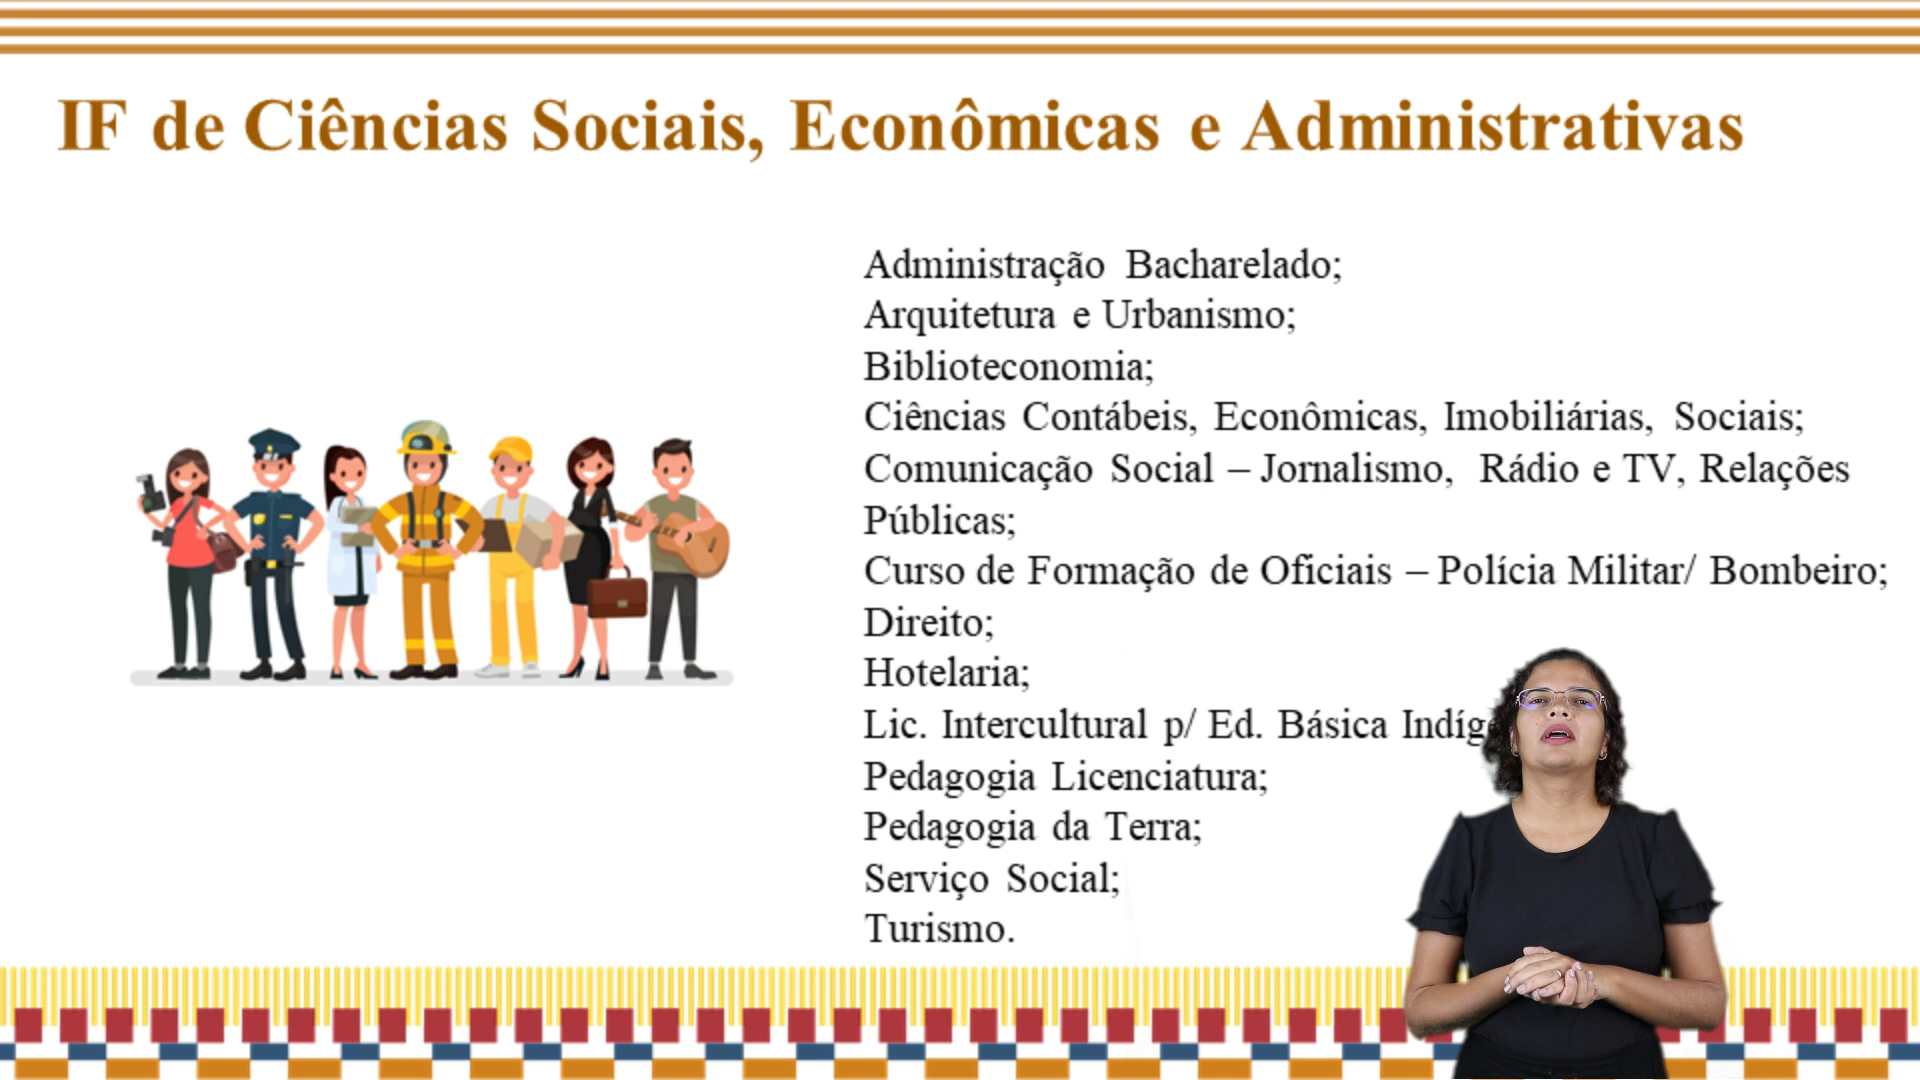 IF de Ciências Sociais, Econômicas e Administrativas
Administração Bacharelado;
Arquitetura e Urbanismo;
Biblioteconomia;
Ciências Contábeis, Econômicas, Imobiliárias, Sociais;
Comunicação Social – Jornalismo, Rádio e TV, Relações
Públicas;
Curso de Formação de Oficiais – Polícia Militar/ Bombeiro;
Direito;
Hotelaria;
Lic. Intercultural p/ Ed. Básica
Pedagogia Licenciatura;
Pedagogia da Terra;
Serviço Social;
Turismo.